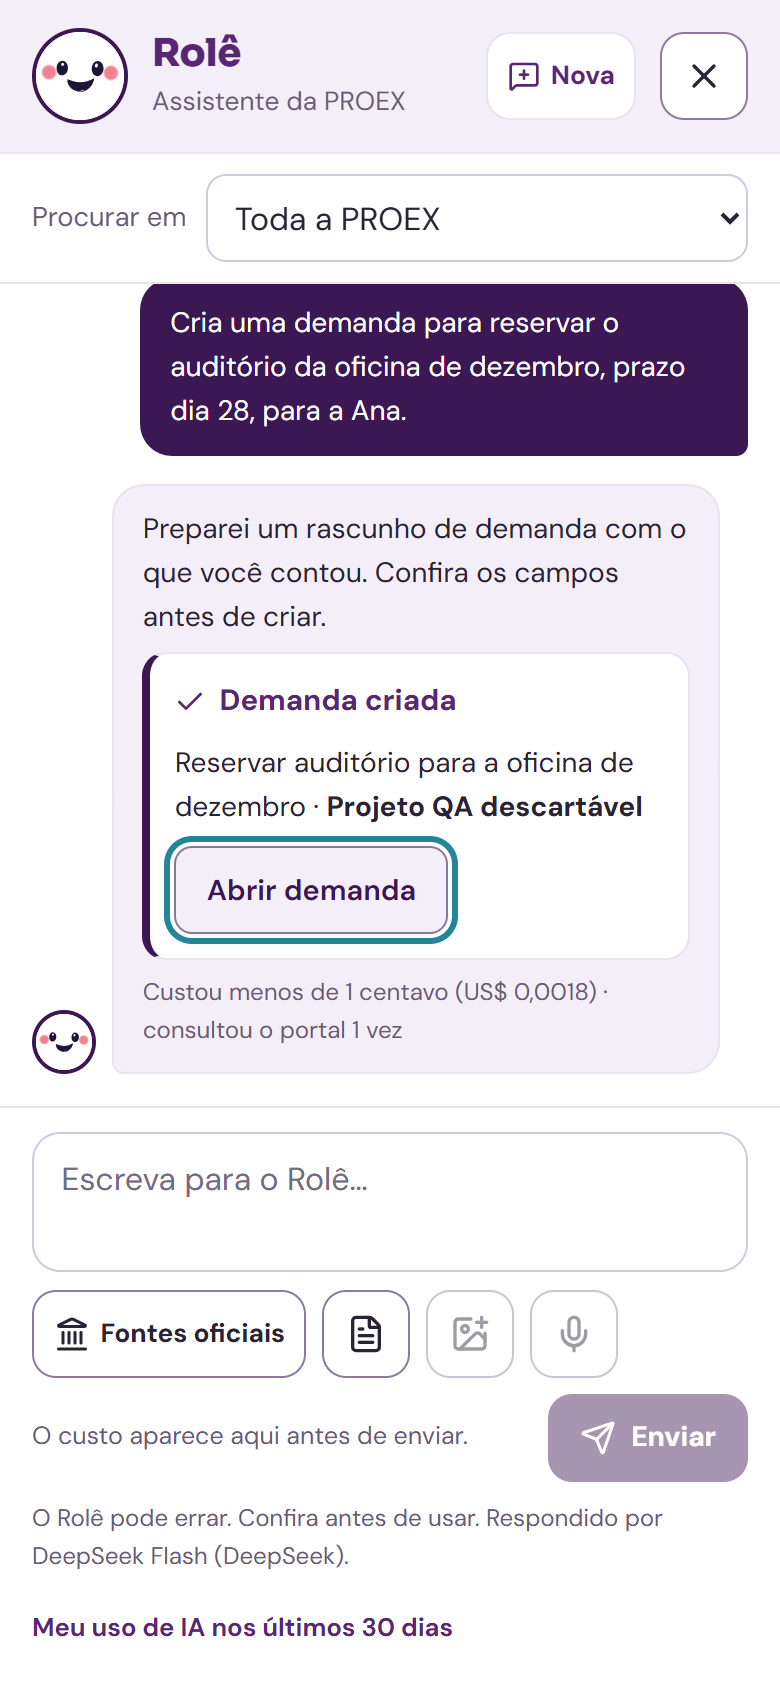 Rolê
Assistente da PROEX
Nova
Procurar em
Toda a PROEX
Cria uma demanda para reservar o
auditório da oficina de dezembro, prazo
dia 28, para a Ana.
Preparei um rascunho de demanda com o
que você contou. Confira os campos
antes de criar.
Demanda criada
Reservar auditório para a oficina de
dezembro · Projeto QA descartável
Abrir demanda
Custou menos de 1 centavo (US$ 0,0018) ·
consultou o portal 1 vez
Escreva para o Rolê...
Fontes oficiais
O custo aparece aqui antes de enviar.
Enviar
O Rolê pode errar. Confira antes de usar. Respondido por
DeepSeek Flash (DeepSeek).
Meu uso de IA nos últimos 30 dias